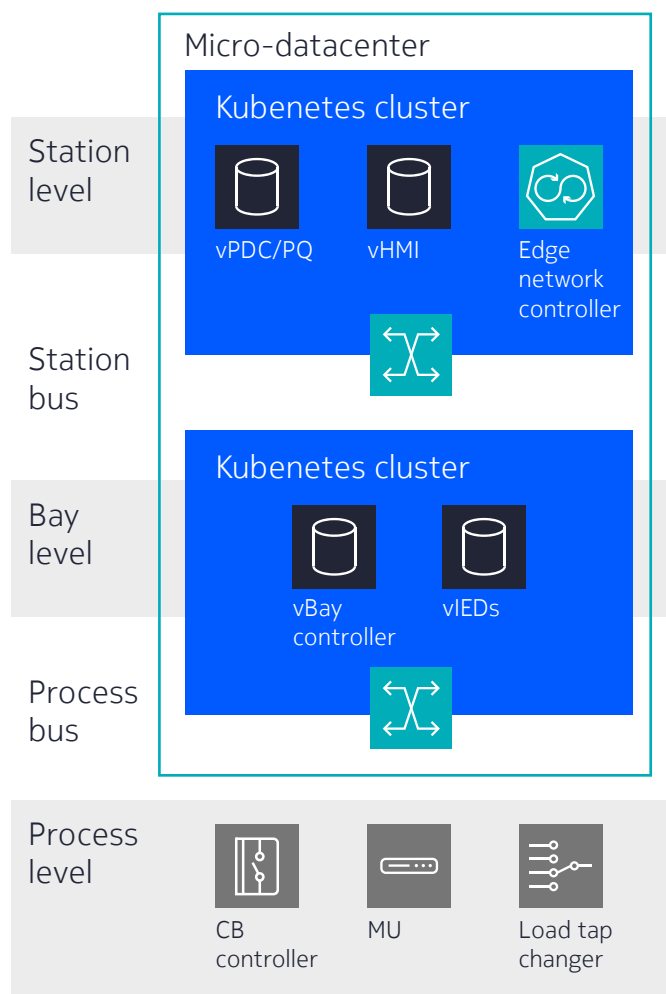 Micro-datacenter
Kubenetes cluster
Station
level
vPDC/PQ
vHMI
Edge
network
controller
Station
bus
Kubenetes cluster
Bay
level
vBay
controller
vIEDs
Process
bus
Process
level
CB
controller
MU
Load tap
changer